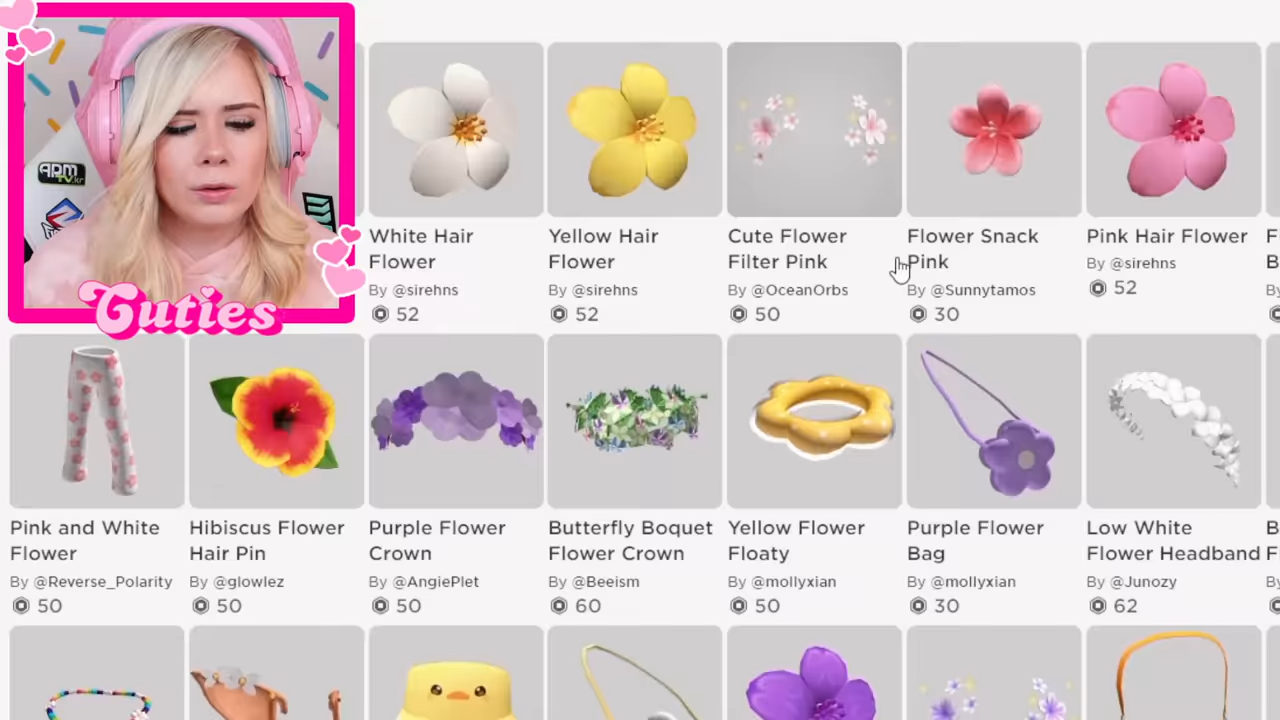 APM
TV.kr
Cuties
White Hair
Flower
By @sirehns
52
Yellow Hair
Flower
By @sirehns
52
Cute Flower
Filter Pink
By @OceanOrbs
50
Flower Snack
Pink
By @Sunnytamos
30
Pink Hair Flower
By @sirehns
52
Pink and White
Flower
By @Reverse_Polarity
50
Hibiscus Flower
Hair Pin
By @glowlez
50
Purple Flower
Crown
By @AngiePlet
50
Butterfly Boquet
Flower Crown
By @Beeism
60
Yellow Flower
Floaty
By @mollyxian
50
Purple Flower
Bag
By @mollyxian
30
Low White
Flower Headband
By @Junozy
62